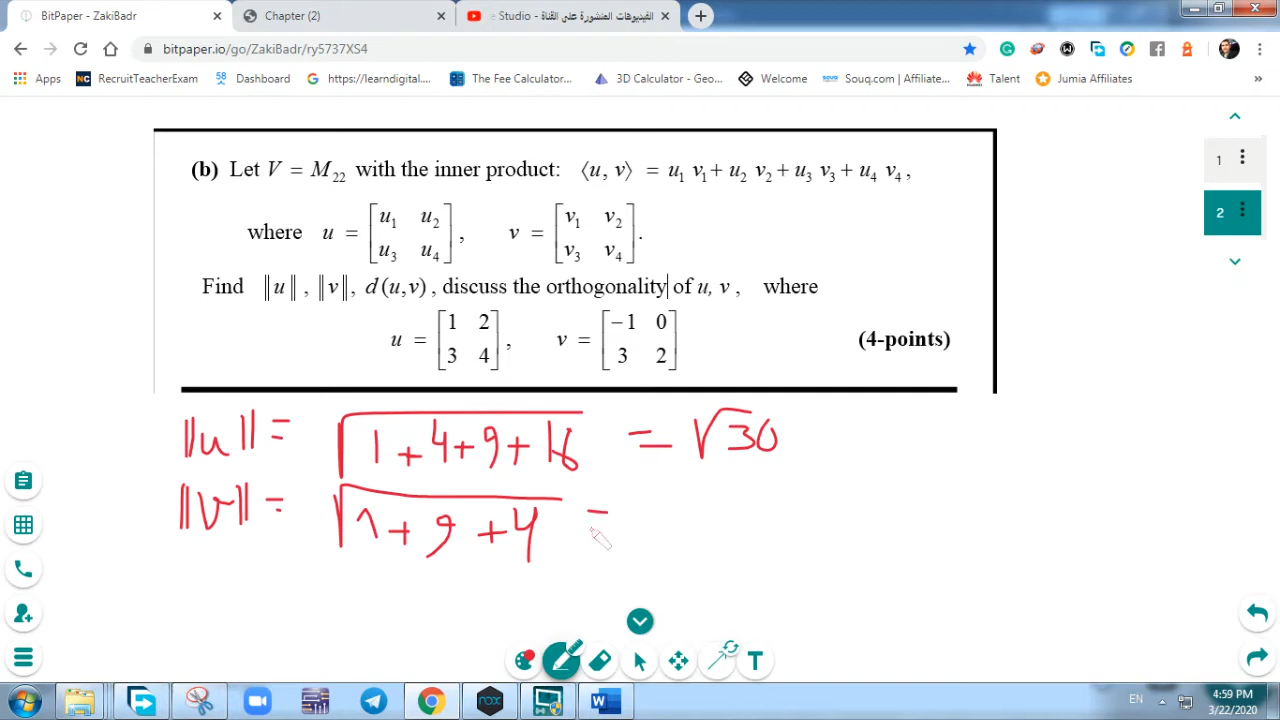 BitPaper - ZakiBadr
Chapter (2)
الفيديوهات المنشورة على القناة - Studio
bitpaper.io/go/ZakiBadr/ry5737XS4
Apps
NC RecruitTeacherExam
58 Dashboard
G https://learndigital....
The Fee Calculator...
3D Calculator - Geo...
Welcome
Souq.com | Affiliate...
Talent
Jumia Affiliates
»
1
2
(b) Let V = M₂₂ with the inner product: ⟨u, v⟩ = u₁ v₁ + u₂ v₂ + u₃ v₃ + u₄ v₄ ,
where u = [u₁ u₂; u₃ u₄] , v = [v₁ v₂; v₃ v₄] .
Find ‖u‖ , ‖v‖, d(u,v) , discuss the orthogonality of u, v , where
u = [1 2; 3 4] , v = [−1 0; 3 2] (4-points)
‖u‖ = √(1+4+9+16) = √30
‖v‖ = √(1+9+4) =
T
EN
4:59 PM
3/22/2020